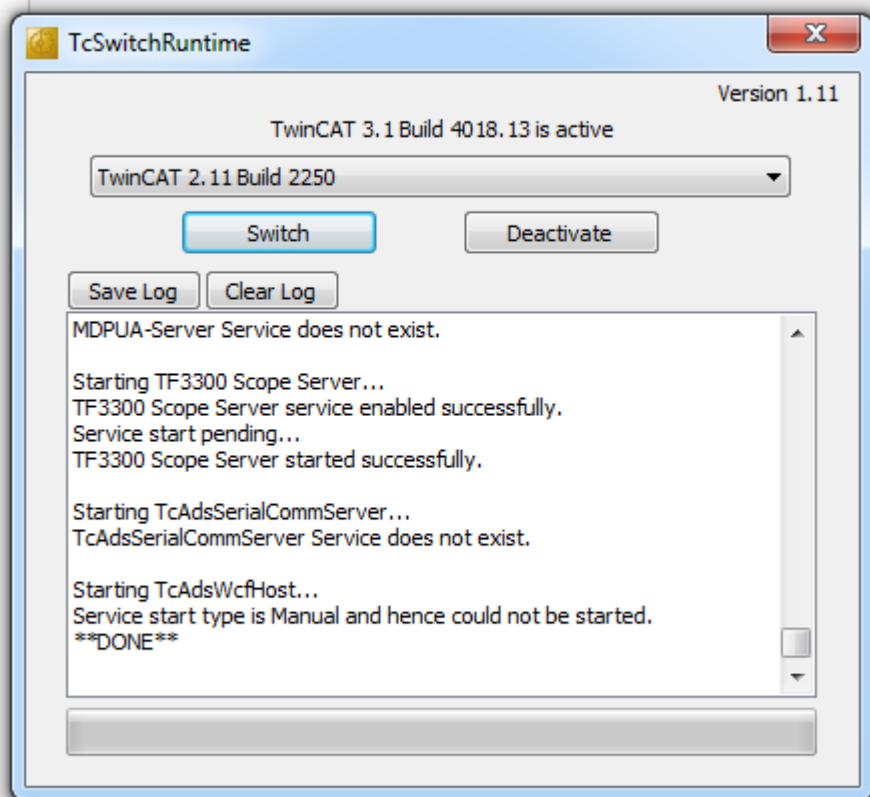 TcSwitchRuntime
Version 1.11
TwinCAT 3.1 Build 4018.13 is active
TwinCAT 2.11 Build 2250
Switch
Deactivate
Save Log
Clear Log
MDPUA-Server Service does not exist.
Starting TF3300 Scope Server...
TF3300 Scope Server service enabled successfully.
Service start pending...
TF3300 Scope Server started successfully.
Starting TcAdsSerialCommServer...
TcAdsSerialCommServer Service does not exist.
Starting TcAdsWcfHost...
Service start type is Manual and hence could not be started.
**DONE**